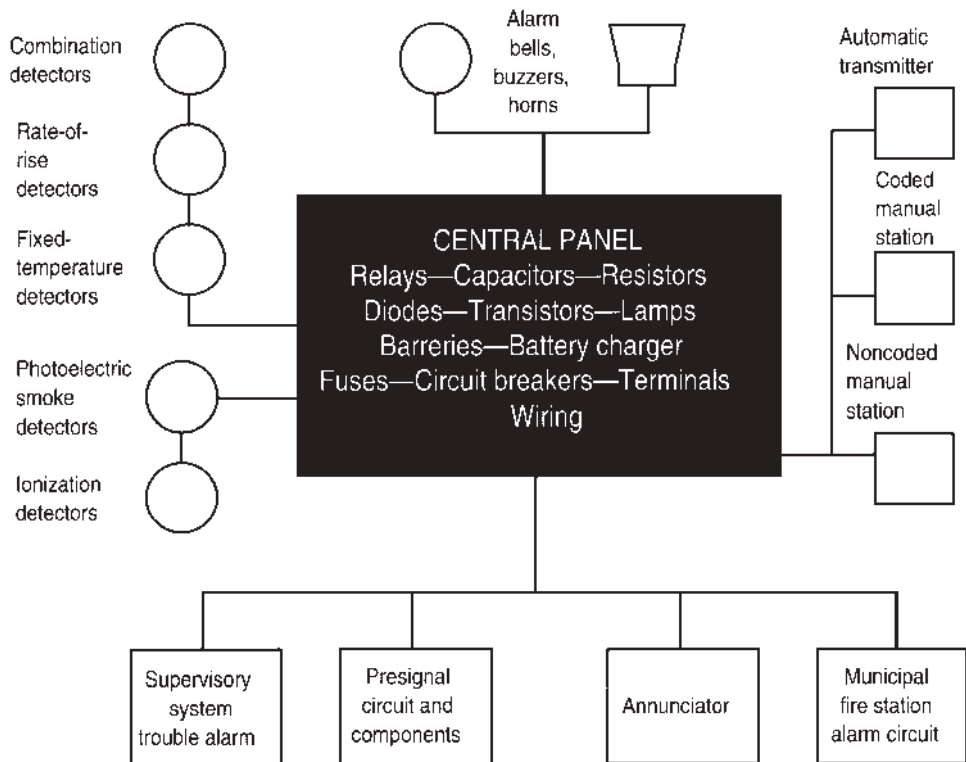 Combination
detectors
Rate-of-
rise
detectors
Fixed-
temperature
detectors
Photoelectric
smoke
detectors
Ionization
detectors
Alarm
bells,
buzzers,
horns
Automatic
transmitter
Coded
manual
station
Noncoded
manual
station
CENTRAL PANEL
Relays—Capacitors—Resistors
Diodes—Transistors—Lamps
Barreries—Battery charger
Fuses—Circuit breakers—Terminals
Wiring
Supervisory
system
trouble alarm
Presignal
circuit and
components
Annunciator
Municipal
fire station
alarm circuit